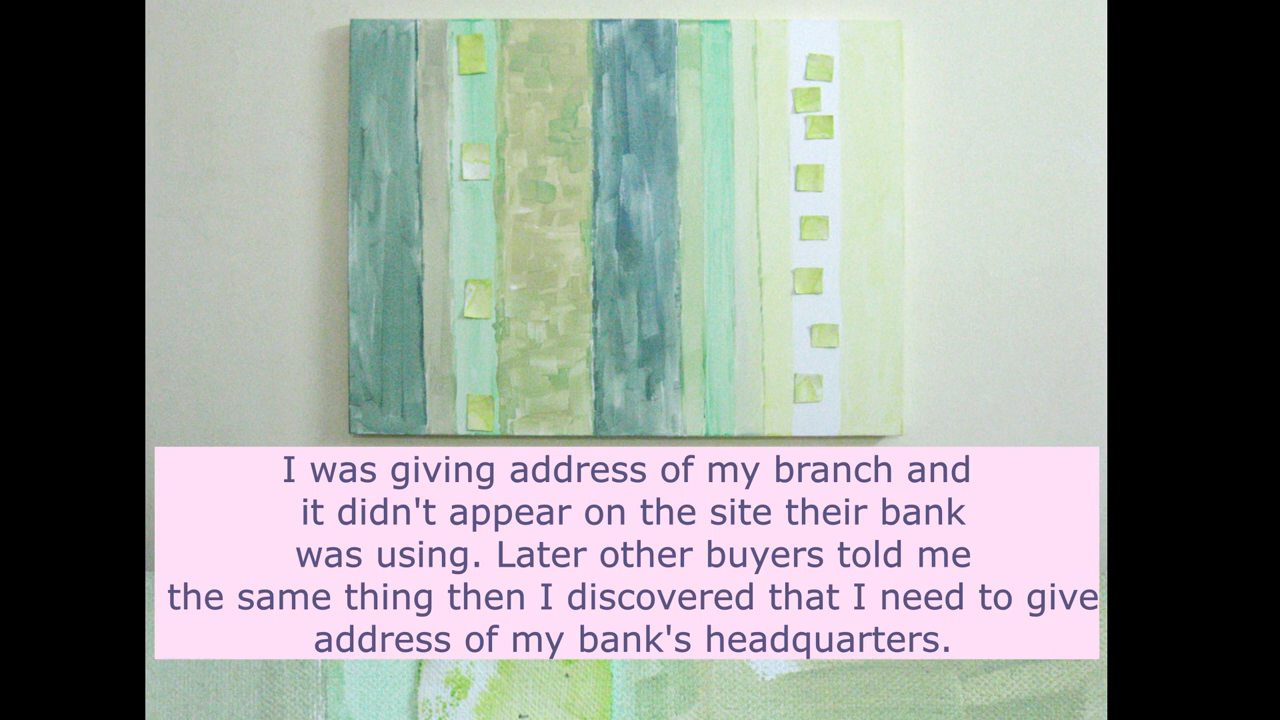 I was giving address of my branch and
it didn't appear on the site their bank
was using. Later other buyers told me
the same thing then I discovered that I need to give
address of my bank's headquarters.